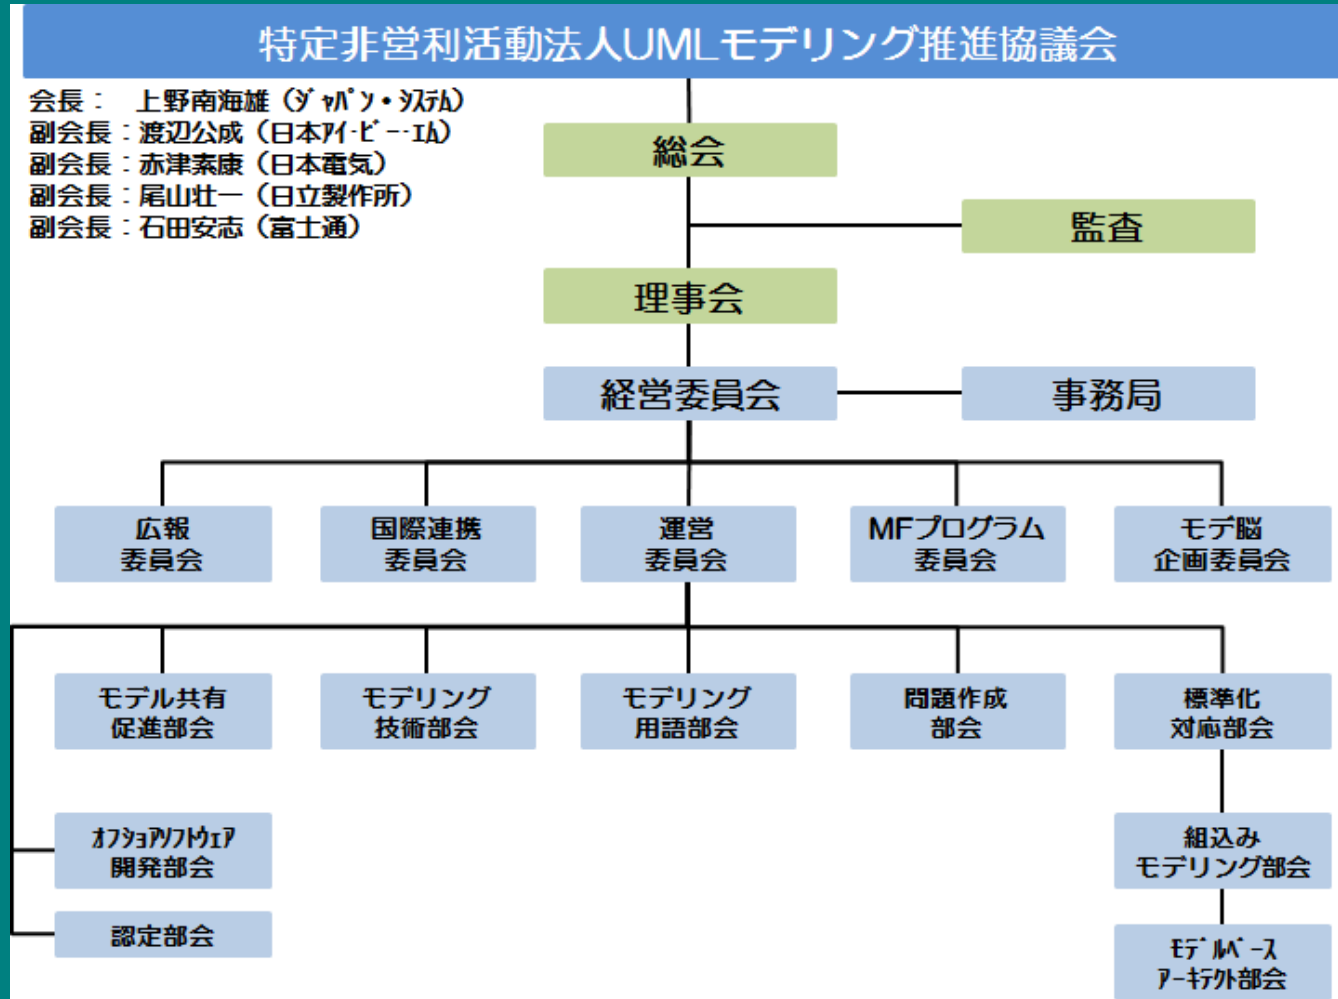 特定非営利活動法人UMLモデリング推進協議会
会長： 上野南海雄（ｼﾞｬﾊﾟﾝ・ｼｽﾃﾑ）
副会長：渡辺公成（日本ｱｲ･ﾋﾞｰ･ｴﾑ）
副会長：赤津素康（日本電気）
副会長：尾山壮一（日立製作所）
副会長：石田安志（富士通）
総会
監査
理事会
経営委員会
事務局
広報
委員会
国際連携
委員会
運営
委員会
MFプログラム
委員会
モデ脳
企画委員会
モデル共有
促進部会
モデリング
技術部会
モデリング
用語部会
問題作成
部会
標準化
対応部会
ｵﾌｼｮｱｿﾌﾄｳｪｱ
開発部会
組込み
モデリング部会
認定部会
ﾓﾃﾞﾙﾍﾞｰｽ
ｱｰｷﾃｸﾄ部会